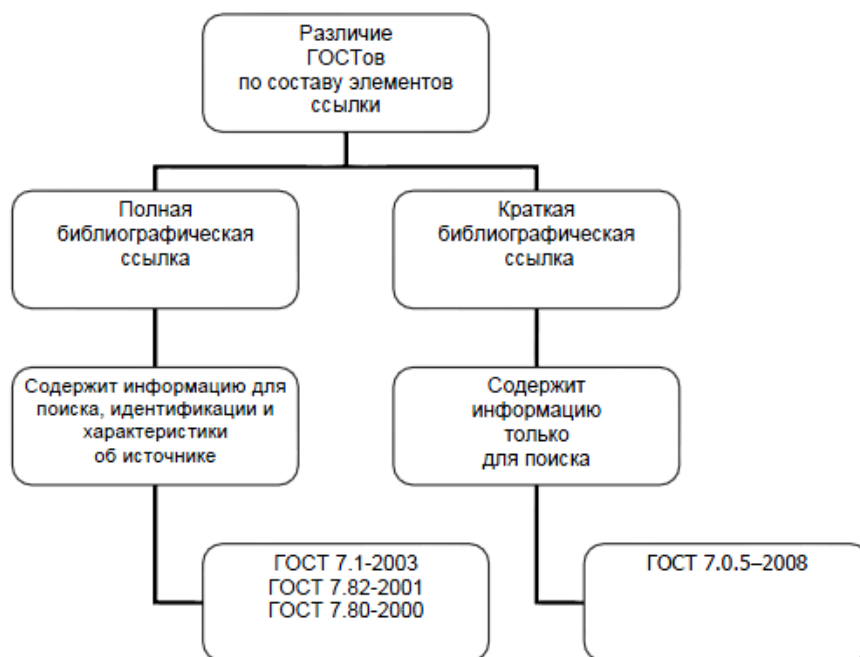 Различие
ГОСТов
по составу элементов
ссылки
Полная
библиографическая
ссылка
Краткая
библиографическая
ссылка
Содержит информацию для
поиска, идентификации и
характеристики
об источнике
Содержит
информацию
только
для поиска
ГОСТ 7.1-2003
ГОСТ 7.82-2001
ГОСТ 7.80-2000
ГОСТ 7.0.5–2008